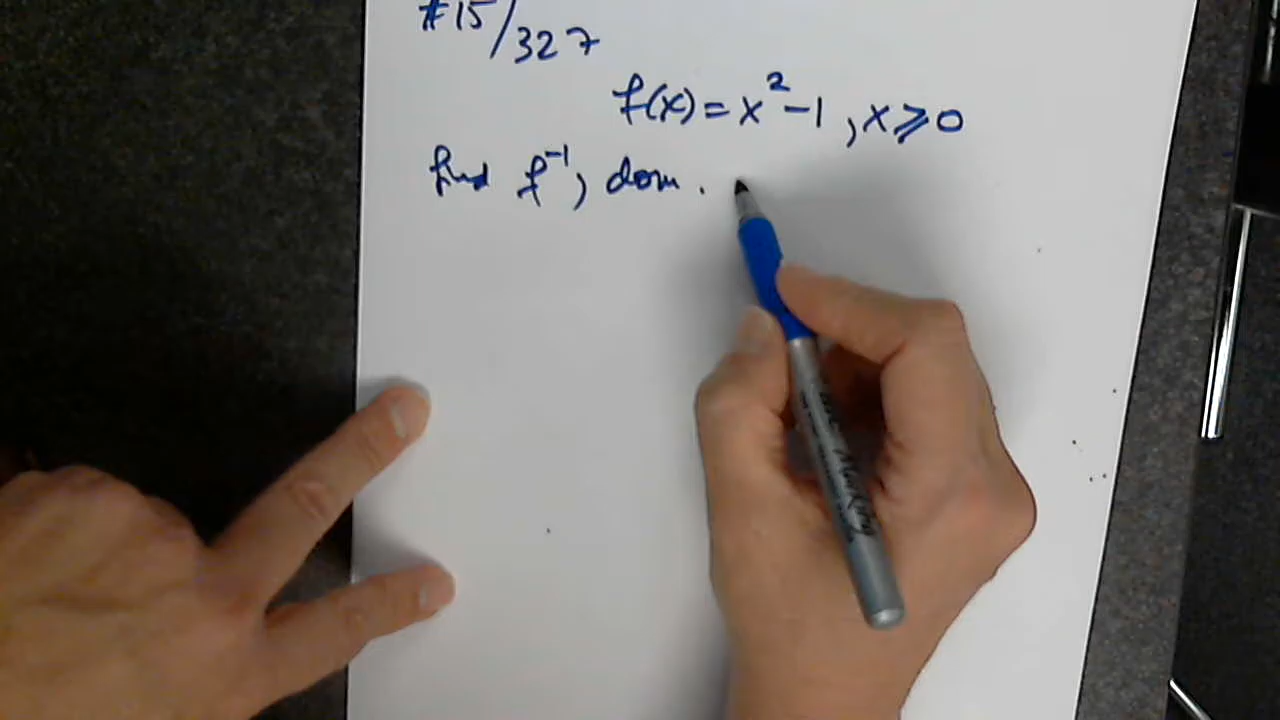 #15/327
f(x) = x² - 1, x ⩾ 0
find f⁻¹, dom.